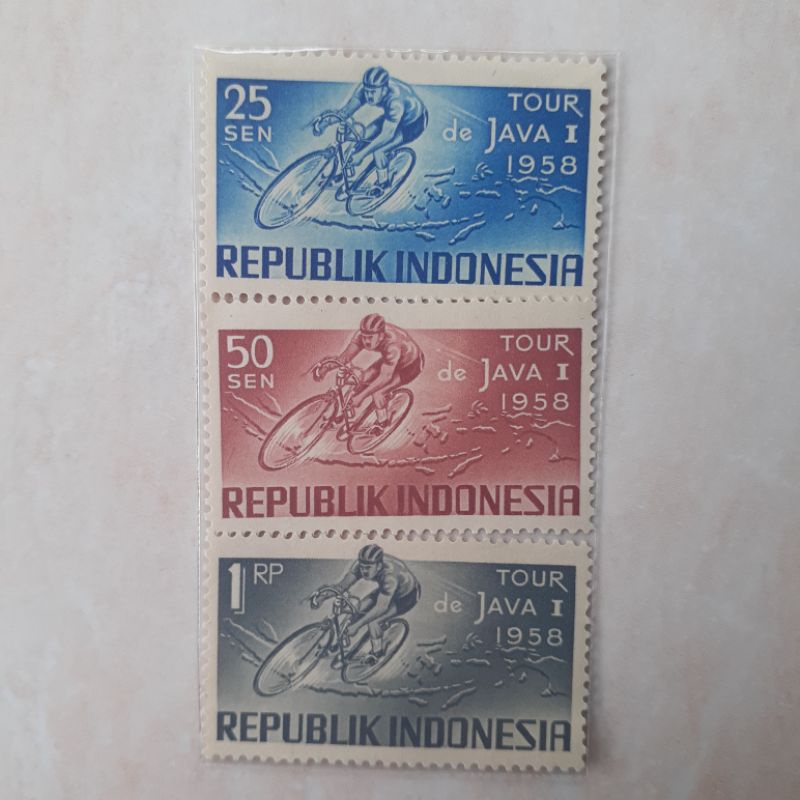 25
SEN
TOUR
de JAVA I
1958
REPUBLIK INDONESIA
50
SEN
TOUR
de JAVA I
1958
REPUBLIK INDONESIA
1 RP
TOUR
de JAVA I
1958
REPUBLIK INDONESIA